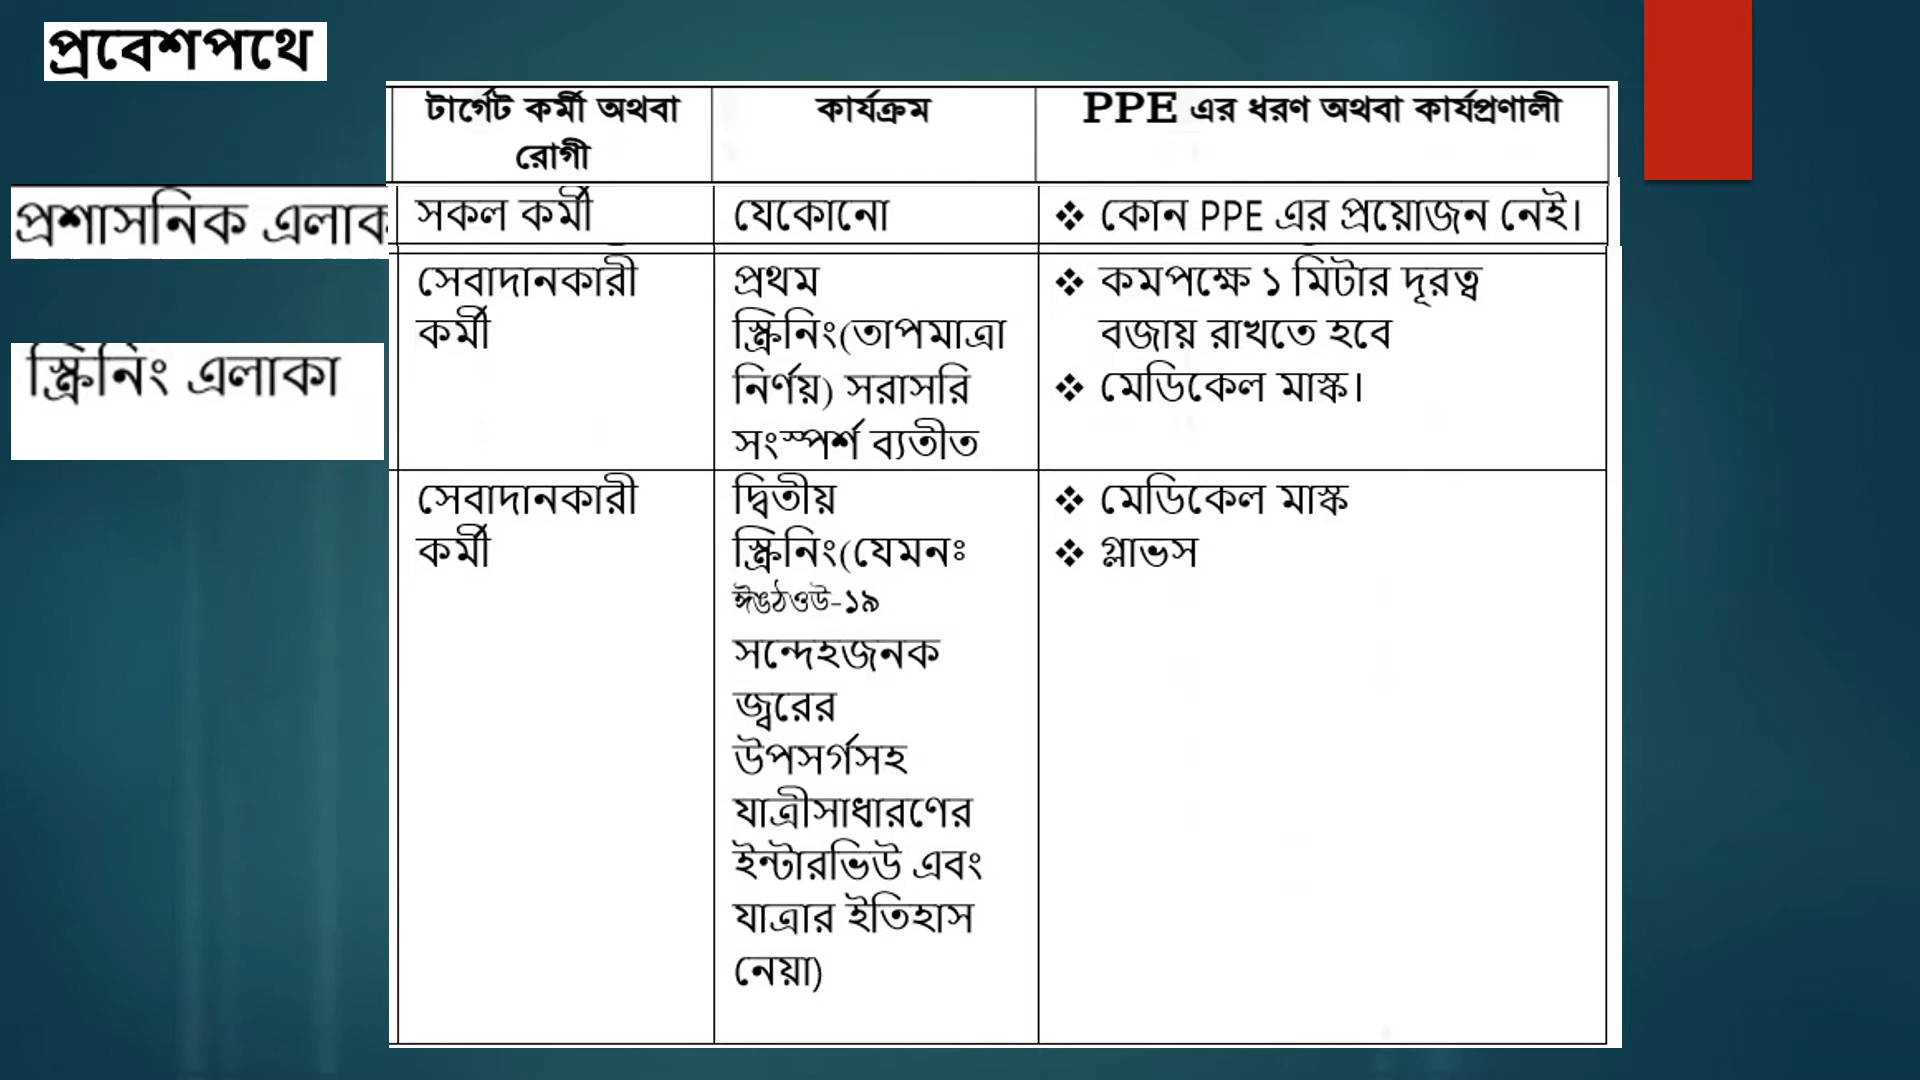 প্রবেশপথে
টার্গেট কর্মী অথবা
রোগী
কার্যক্রম
PPE এর ধরণ অথবা কার্যপ্রণালী
প্রশাসনিক
সকল কর্মী
যেকোনো
❖ কোন PPE এর প্রয়োজন নেই।
স্ক্রিনিং এলাকা
সেবাদানকারী
কর্মী
প্রথম
স্ক্রিনিং(তাপমাত্রা
নির্ণয়) সরাসরি
সংস্পর্শ ব্যতীত
❖ কমপক্ষে ১ মিটার দূরত্ব
বজায় রাখতে হবে
❖ মেডিকেল মাস্ক।
সেবাদানকারী
কর্মী
দ্বিতীয়
স্ক্রিনিং(যেমনঃ
ঈঙঠওউ-১৯
সন্দেহজনক
জ্বরের
উপসর্গসহ
যাত্রীসাধারণের
ইন্টারভিউ এবং
যাত্রার ইতিহাস
নেয়া)
❖ মেডিকেল মাস্ক
❖ গ্লাভস